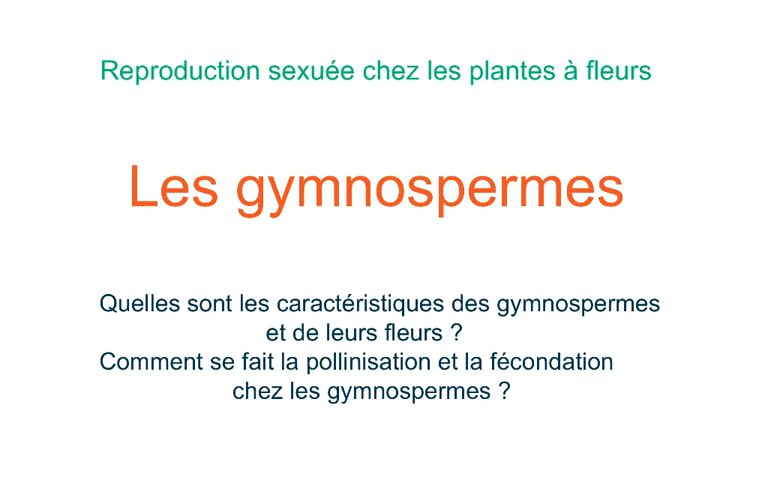 Reproduction sexuée chez les plantes à fleurs
Les gymnospermes
Quelles sont les caractéristiques des gymnospermes
et de leurs fleurs ?
Comment se fait la pollinisation et la fécondation
chez les gymnospermes ?